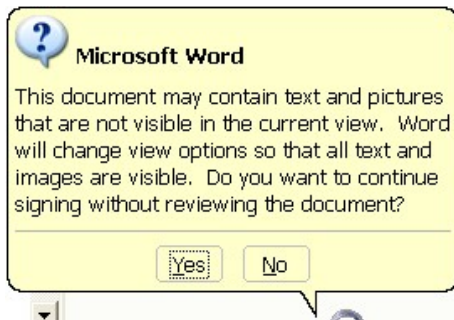 Microsoft Word
This document may contain text and pictures
that are not visible in the current view. Word
will change view options so that all text and
images are visible. Do you want to continue
signing without reviewing the document?
Yes No